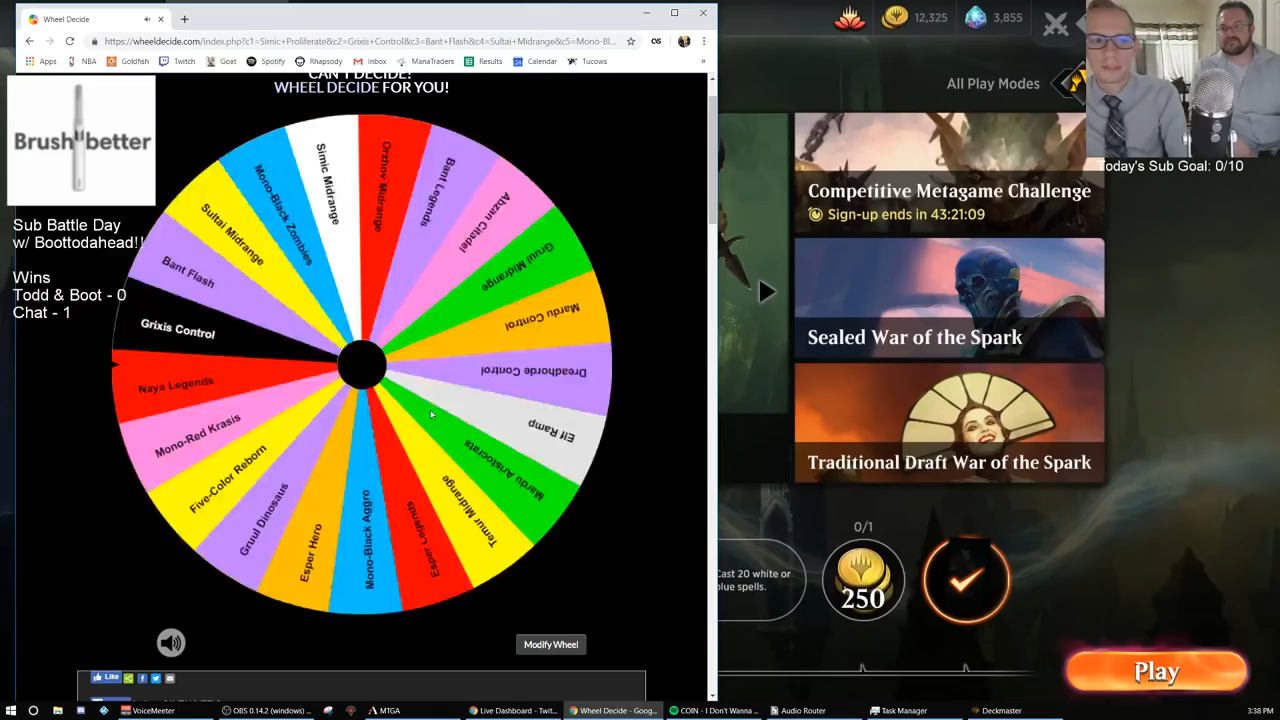 Wheel Decide
https://wheeldecide.com/index.php?c1=Simic+Proliferate&c2=Grixis+Control&c3=Bant+Flash&c4=Sultai+Midrange&c5=Mono-Bl...
Apps
NBA
Goldfish
Twitch
Goat
Spotify
Rhapsody
Inbox
ManaTraders
Results
Calendar
Tucows
»
CAN'T DECIDE?
WHEEL DECIDE FOR YOU!
Brush better
Sub Battle Day
w/ Boottodahead!!
Wins
Todd & Boot - 0
Chat - 1
Simic Midrange
Orzhov Midrange
Bant Legends
Abzan Citadel
Gruul Midrange
Mardu Control
Dreadhorde Control
Elf Ramp
Mardu Aristocrats
Temur Midrange
Esper Legends
Mono-Black Aggro
Esper Hero
Gruul Dinosaus
Five-Color Reborn
Mono-Red Krasis
Naya Legends
Grixis Control
Bant Flash
Sultai Midrange
Mono-Black Zombies
Modify Wheel
Like
12,325
3,855
All Play Modes
Today's Sub Goal: 0/10
Competitive Metagame Challenge
Sign-up ends in 43:21:09
Sealed War of the Spark
Traditional Draft War of the Spark
0/1
Cast 20 white or
blue spells.
250
Play
VoiceMeeter
OBS 0.14.2 (windows) ...
MTGA
Live Dashboard - Twit...
Wheel Decide - Goog...
COIN - I Don't Wanna ...
Audio Router
Task Manager
Deckmaster
3:38 PM